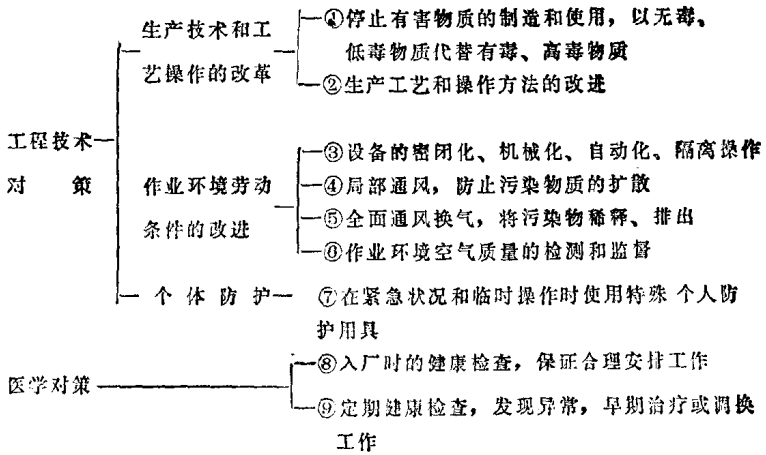 生产技术和工
艺操作的改革
①停止有害物质的制造和使用，以无毒、
低毒物质代替有毒、高毒物质
②生产工艺和操作方法的改进
工程技术
对 策
作业环境劳动
条件的改进
③设备的密闭化、机械化、自动化、隔离操作
④局部通风，防止污染物质的扩散
⑤全面通风换气，将污染物稀释、排出
⑥作业环境空气质量的检测和监督
个体防护
⑦在紧急状况和临时操作时使用特殊 个人防
护用具
医学对策
⑧入厂时的健康检查，保证合理安排工作
⑨定期健康检查，发现异常，早期治疗或调换
工作